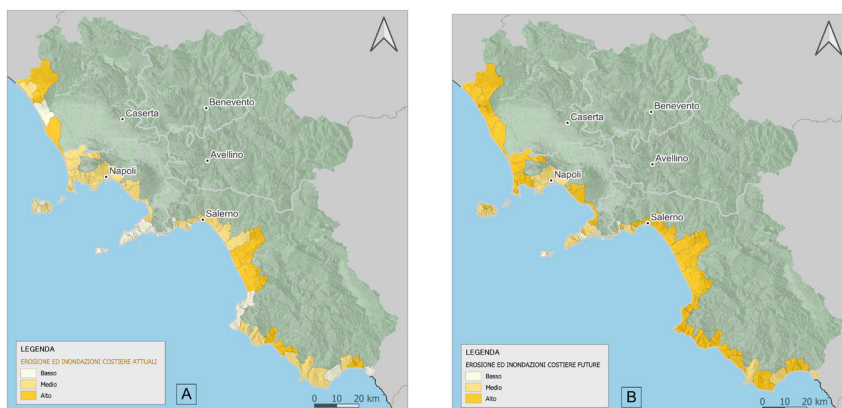 Benevento
Caserta
Avellino
Napoli
Salerno
LEGENDA
EROSIONE ED INONDAZIONI COSTIERE ATTUALI
Basso
Medio
Alto
A
0 10 20 km
Benevento
Caserta
Avellino
Napoli
Salerno
LEGENDA
EROSIONE ED INONDAZIONI COSTIERE FUTURE
Basso
Medio
Alto
B
0 10 20 km